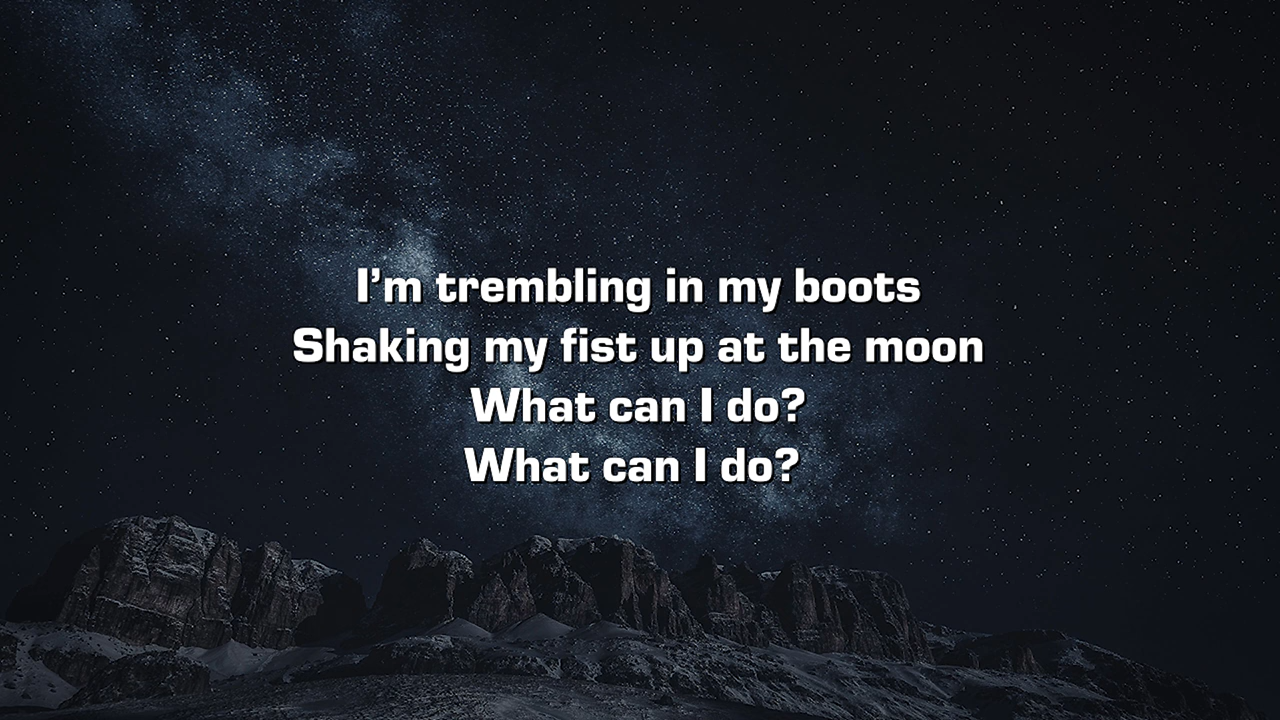 I’m trembling in my boots
Shaking my fist up at the moon
What can I do?
What can I do?